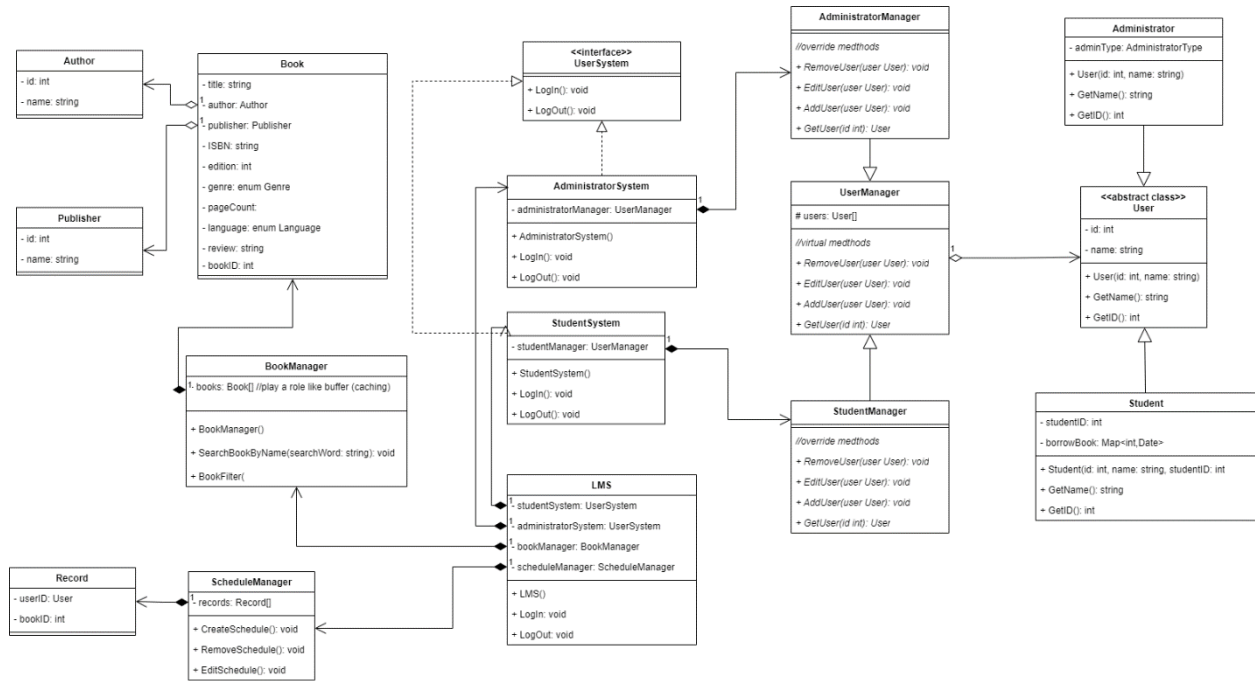 Author
- id: int
- name: string
Publisher
- id: int
- name: string
Book
- title: string
1
- author: Author
1
- publisher: Publisher
- ISBN: string
- edition: int
- genre: enum Genre
- pageCount:
- language: enum Language
- review: string
- bookID: int
BookManager
1
- books: Book[] //play a role like buffer (caching)
+ BookManager()
+ SearchBookByName(searchWord: string): void
+ BookFilter(
Record
- userID: User
- bookID: int
ScheduleManager
1
- records: Record[]
+ CreateSchedule(): void
+ RemoveSchedule(): void
+ EditSchedule(): void
<<interface>>
UserSystem
+ LogIn(): void
+ LogOut(): void
AdministratorSystem
- administratorManager: UserManager
1
+ AdministratorSystem()
+ LogIn(): void
+ LogOut(): void
StudentSystem
- studentManager: UserManager
1
+ StudentSystem()
+ LogIn(): void
+ LogOut(): void
LMS
1
- studentSystem: UserSystem
1
- administratorSystem: UserSystem
1
- bookManager: BookManager
1
- scheduleManager: ScheduleManager
+ LMS()
+ LogIn: void
+ LogOut: void
AdministratorManager
//override medthods
+ RemoveUser(user User): void
+ EditUser(user User): void
+ AddUser(user User): void
+ GetUser(id int): User
UserManager
# users: User[]
//virtual medthods
+ RemoveUser(user User): void
1
+ EditUser(user User): void
+ AddUser(user User): void
+ GetUser(id int): User
StudentManager
//override medthods
+ RemoveUser(user User): void
+ EditUser(user User): void
+ AddUser(user User): void
+ GetUser(id int): User
Administrator
- adminType: AdministratorType
+ User(id: int, name: string)
+ GetName(): string
+ GetID(): int
<<abstract class>>
User
- id: int
- name: string
+ User(id: int, name: string)
+ GetName(): string
+ GetID(): int
Student
- studentID: int
- borrowBook: Map<int,Date>
+ Student(id: int, name: string, studentID: int
+ GetName(): string
+ GetID(): int